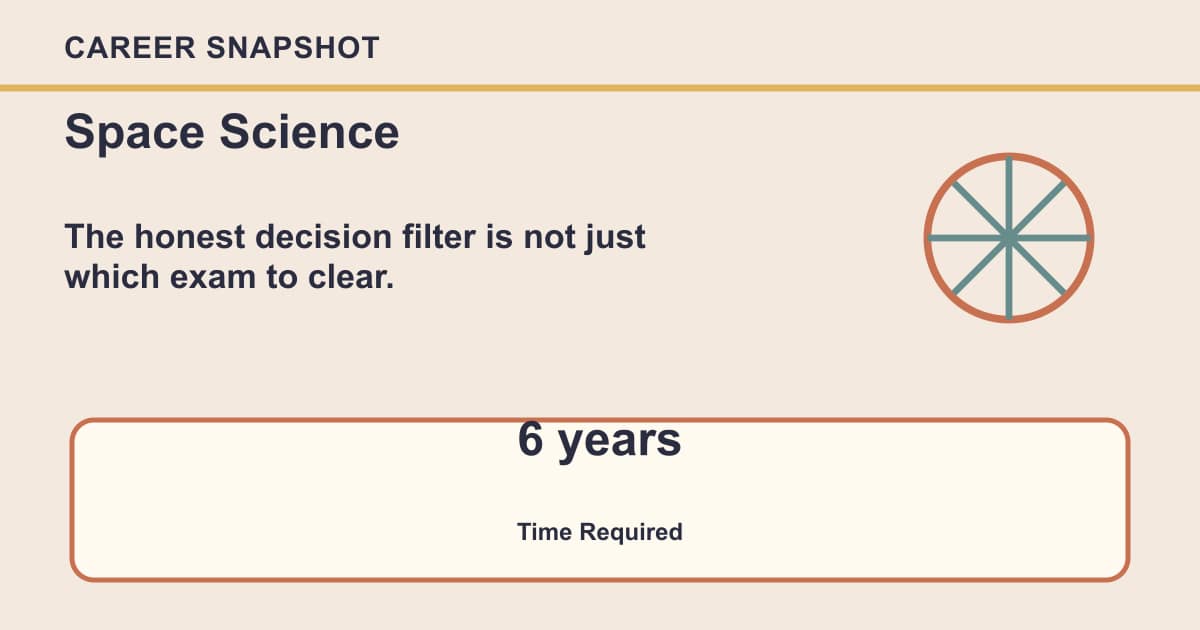 CAREER SNAPSHOT
Space Science
The honest decision filter is not just
which exam to clear.
6 years
Time Required